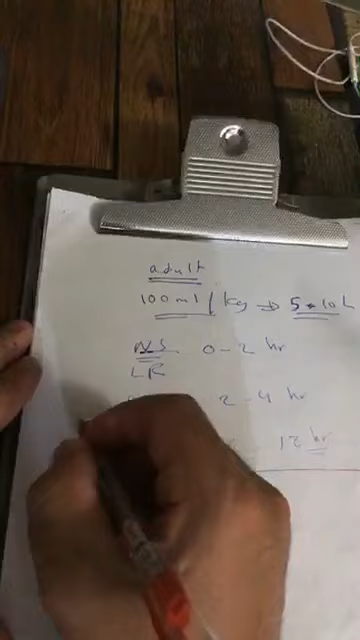 adult
100 ml / kg → 5-10 L
NS 0-2 hr
LR
2-4 hr
12 hr